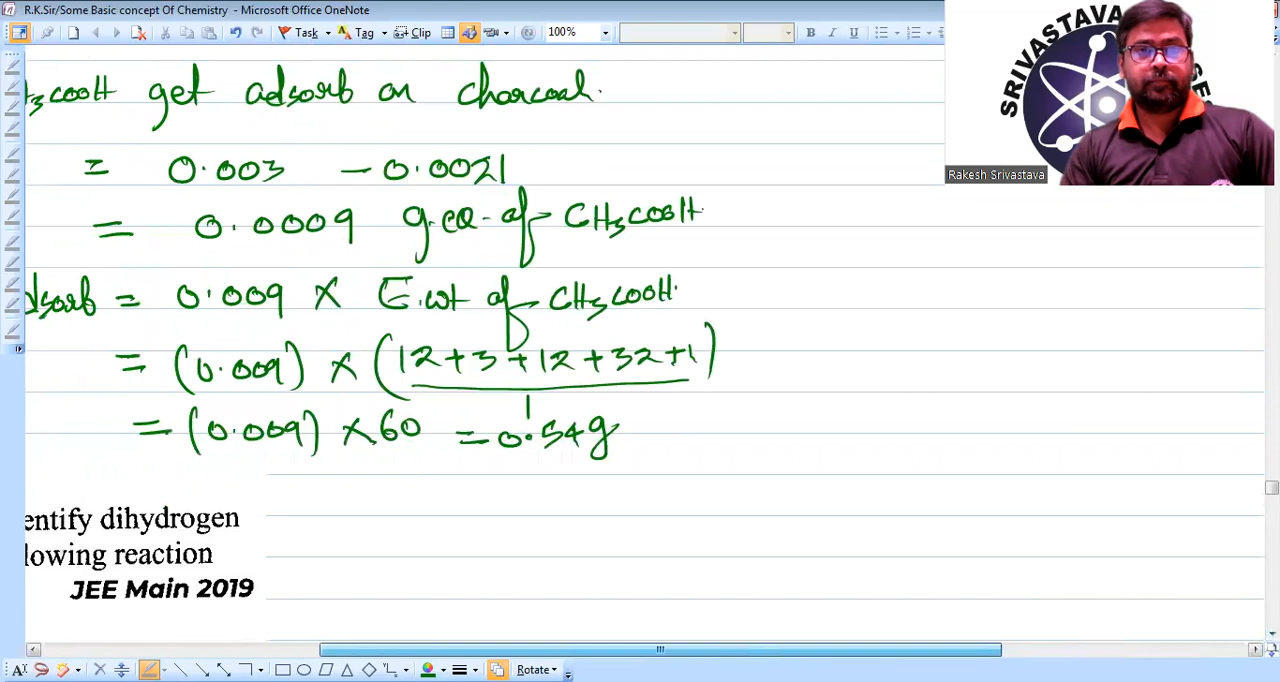 R.K.Sir/Some Basic concept Of Chemistry - Microsoft Office OneNote
Task Tag Clip 100% B I U
SRIVASTAVA
Rakesh Srivastava
H3COOH get adsorb on charcoal.
= 0.003 - 0.0021
= 0.0009 g.eq. of CH3COOH
dsorb = 0.009 × E.wt of CH3COOH.
= (0.009) × (12+3+12+32+1)
= (0.009) × 60 = 0.54g
entify dihydrogen
lowing reaction
JEE Main 2019
Rotate